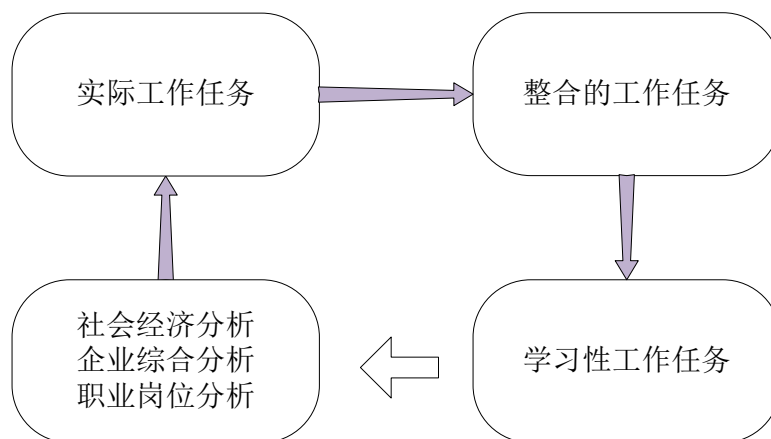 实际工作任务
整合的工作任务
社会经济分析
企业综合分析
职业岗位分析
学习性工作任务